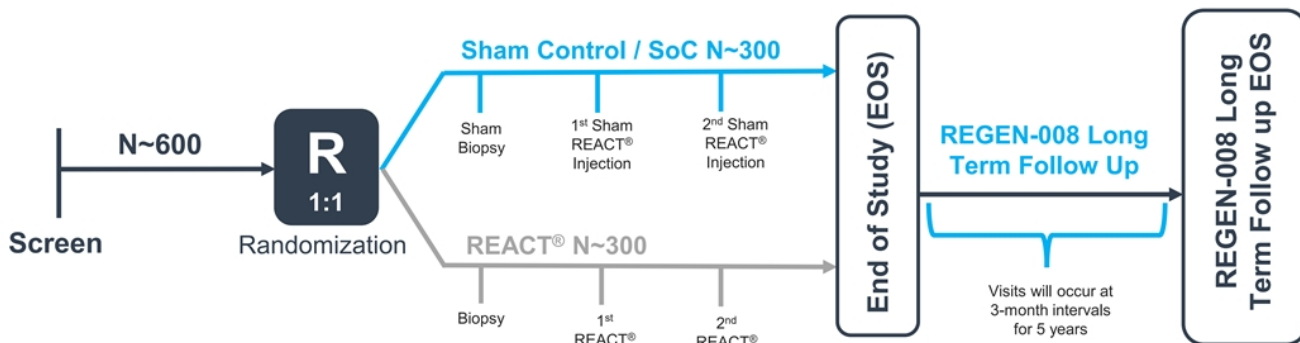 Screen
N~600
R
1:1
Randomization
Sham Control / SoC N~300
Sham
Biopsy
1st Sham
REACT®
Injection
2nd Sham
REACT®
Injection
REACT® N~300
Biopsy
1st
REACT®
2nd
REACT®
End of Study (EOS)
REGEN-008 Long
Term Follow Up
Visits will occur at
3-month intervals
for 5 years
REGEN-008 Long
Term Follow up EOS